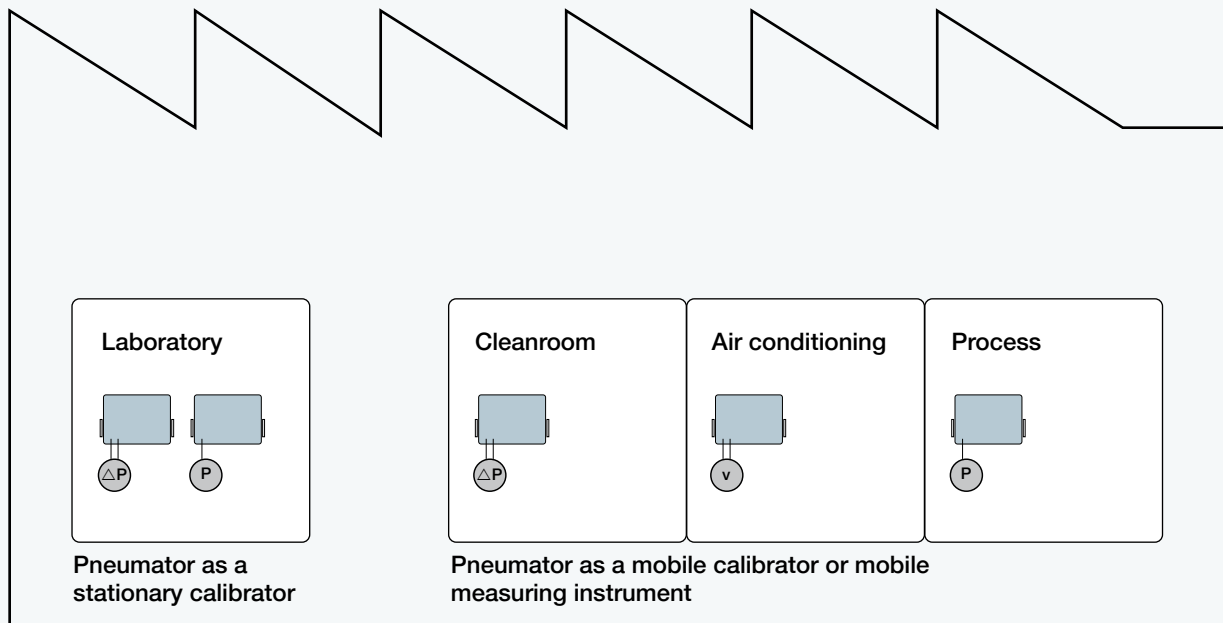 Laboratory
△P
P
Pneumator as a
stationary calibrator
Cleanroom
△P
Air conditioning
v
Process
P
Pneumator as a mobile calibrator or mobile
measuring instrument